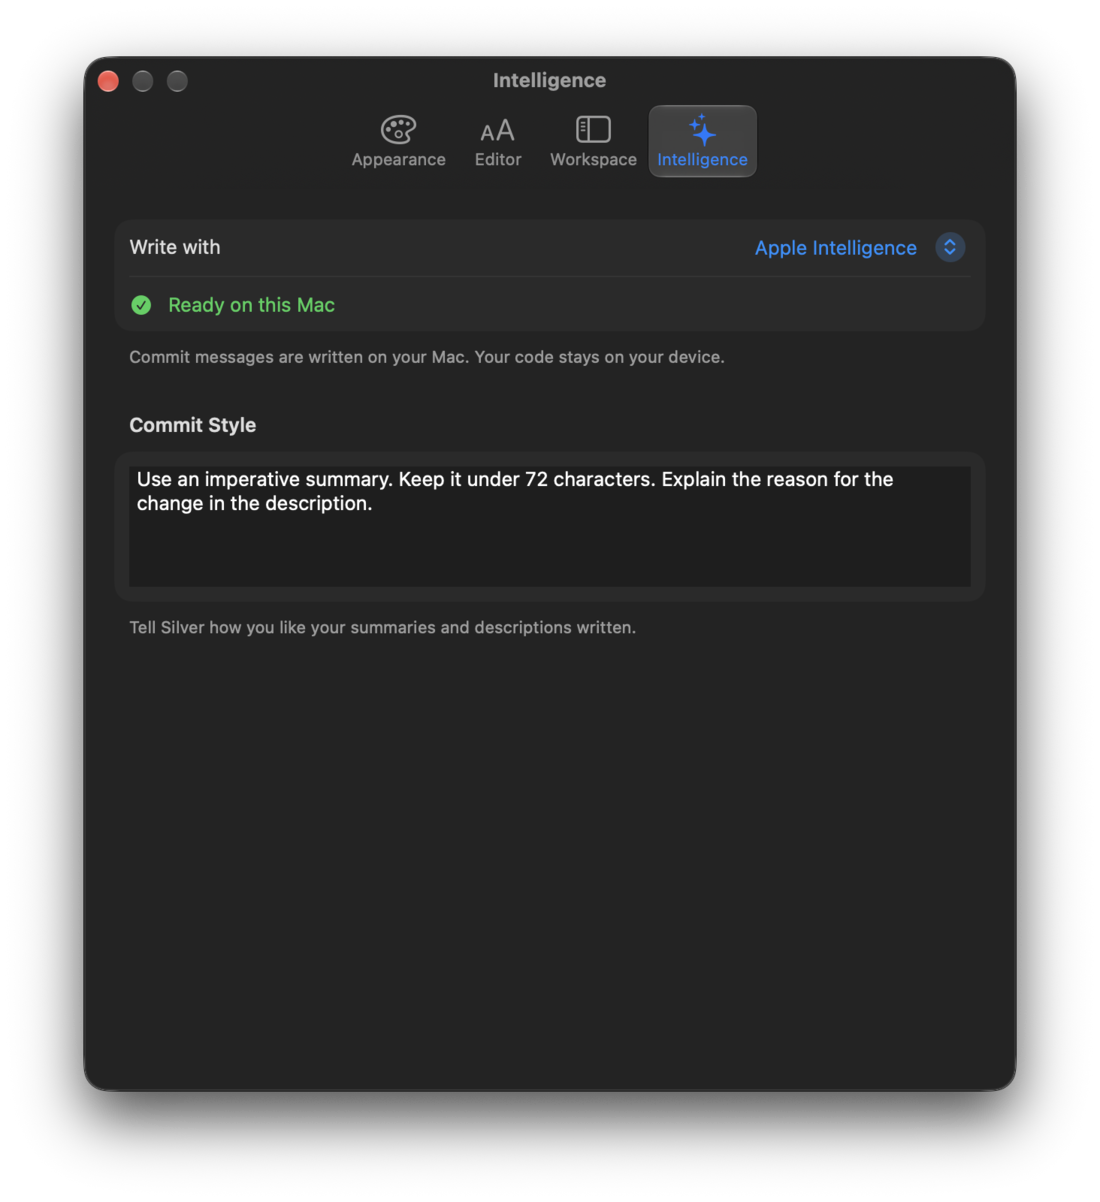 Intelligence
Appearance
Editor
Workspace
Intelligence
Write with
Apple Intelligence
Ready on this Mac
Commit messages are written on your Mac. Your code stays on your device.
Commit Style
Use an imperative summary. Keep it under 72 characters. Explain the reason for the
change in the description.
Tell Silver how you like your summaries and descriptions written.